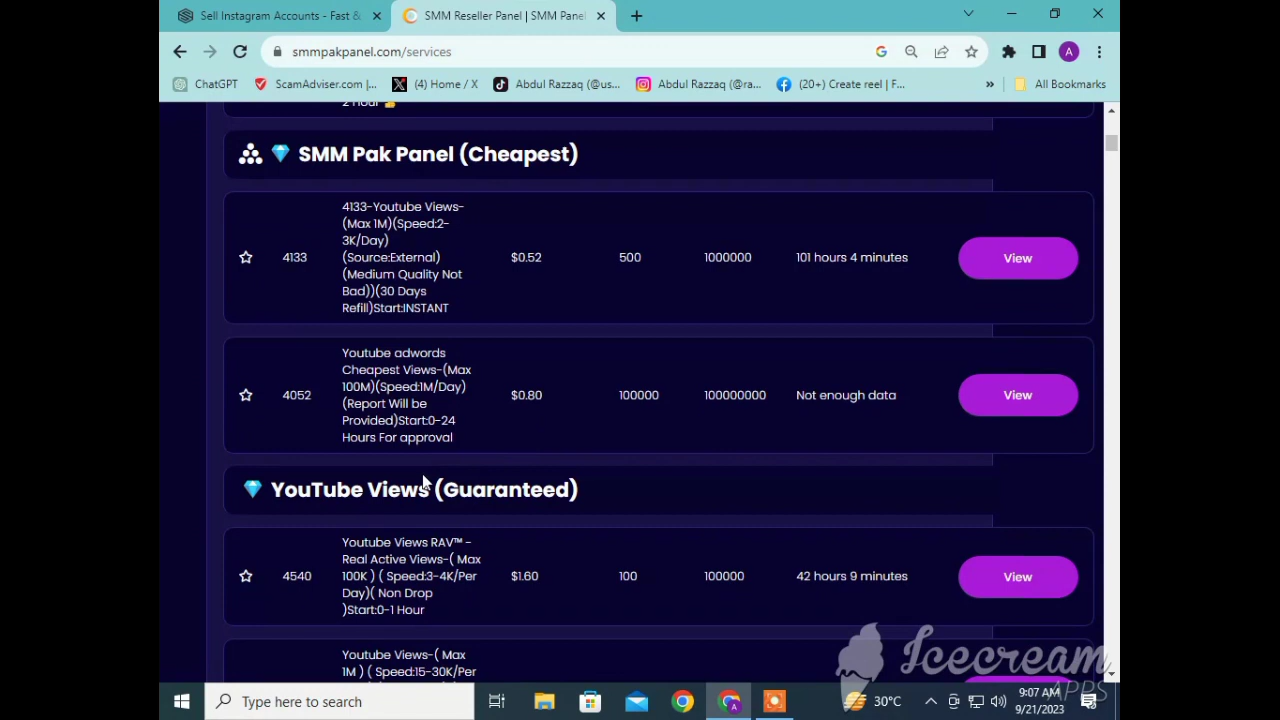 Sell Instagram Accounts - Fast &
SMM Reseller Panel | SMM Panel
smmpakpanel.com/services
ChatGPT
ScamAdviser.com |...
(4) Home / X
Abdul Razzaq (@us...
Abdul Razzaq (@ra...
(20+) Create reel | F...
»
All Bookmarks
A
2 Hour
SMM Pak Panel (Cheapest)
4133
4133-Youtube Views-
(Max 1M)(Speed:2-
3K/Day)
(Source:External)
(Medium Quality Not
Bad))(30 Days
Refill)Start:INSTANT
$0.52
500
1000000
101 hours 4 minutes
View
4052
Youtube adwords
Cheapest Views-(Max
100M)(Speed:1M/Day)
(Report Will be
Provided)Start:0-24
Hours For approval
$0.80
100000
100000000
Not enough data
View
YouTube Views (Guaranteed)
4540
Youtube Views RAV™ -
Real Active Views-( Max
100K ) ( Speed:3-4K/Per
Day)( Non Drop
)Start:0-1 Hour
$1.60
100
100000
42 hours 9 minutes
View
Youtube Views-( Max
1M ) ( Speed:15-30K/Per
Icecream
APPS
Type here to search
30°C
9:07 AM
9/21/2023